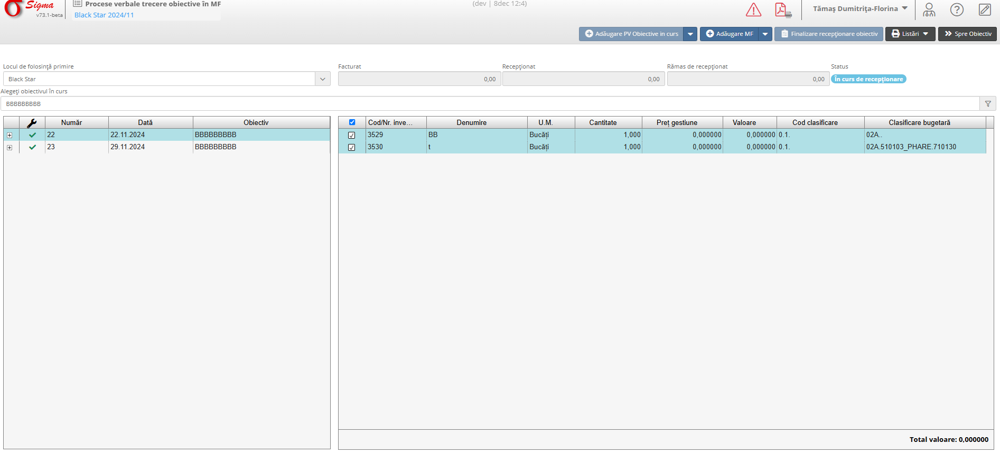 Sigma
v73.1-beta
Procese verbale trecere obiective în MF
Black Star 2024/11
(dev | 8dec 12:4)
Tămaş Dumitriţa-Florina
Adăugare PV Obiective in curs
Adăugare MF
Finalizare recepţionare obiectiv
Listări
Spre Obiectiv
Locul de folosinţă primire
Black Star
Facturat
0,00
Recepţionat
0,00
Rămas de recepţionat
0,00
Status
În curs de recepţionare
Alegeţi obiectivul în curs
BBBBBBBBB
Număr Dată Obiectiv
22 22.11.2024 BBBBBBBBB
23 29.11.2024 BBBBBBBBB
Cod/Nr. inve... Denumire U.M. Cantitate Preţ gestiune Valoare Cod clasificare Clasificare bugetară
3529 BB Bucăţi 1,000 0,000000 0,000000 0.1. 02A..
3530 t Bucăţi 1,000 0,000000 0,000000 0.1. 02A.510103_PHARE.710130
Total valoare: 0,000000